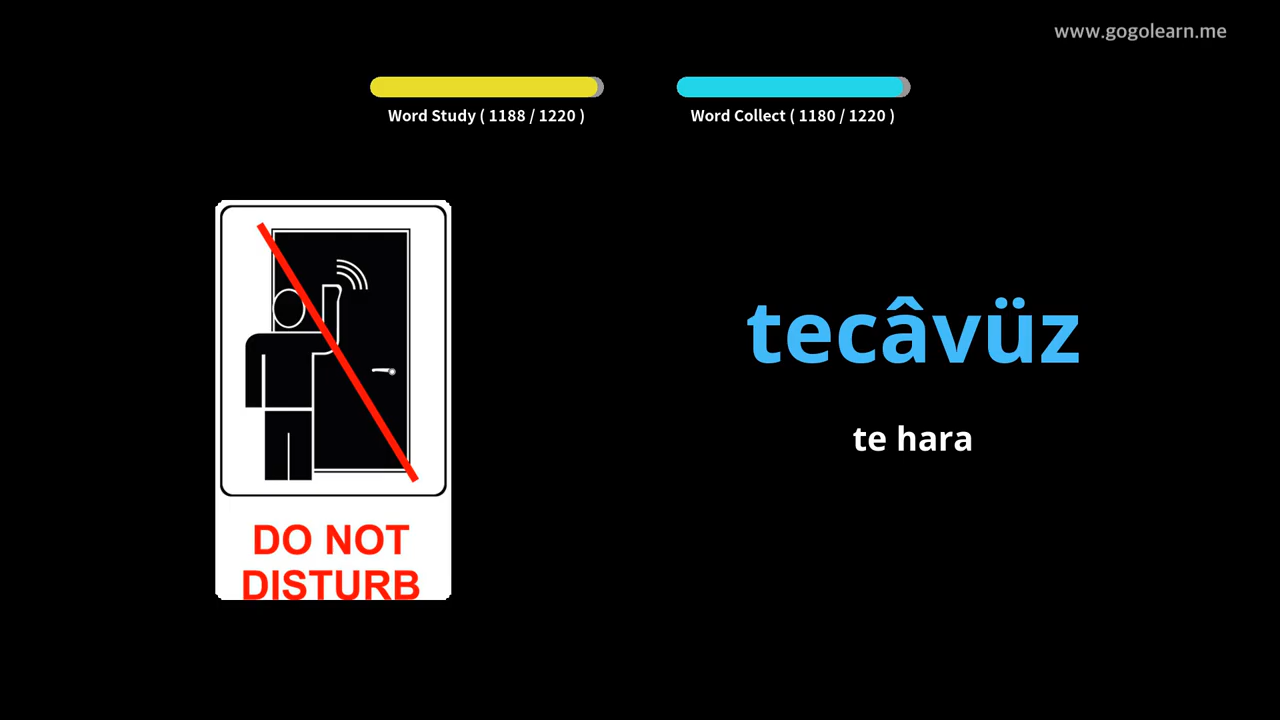 www.gogolearn.me
Word Study ( 1188 / 1220 )
Word Collect ( 1180 / 1220 )
tecâvüz
te hara
DO NOT
DISTURB